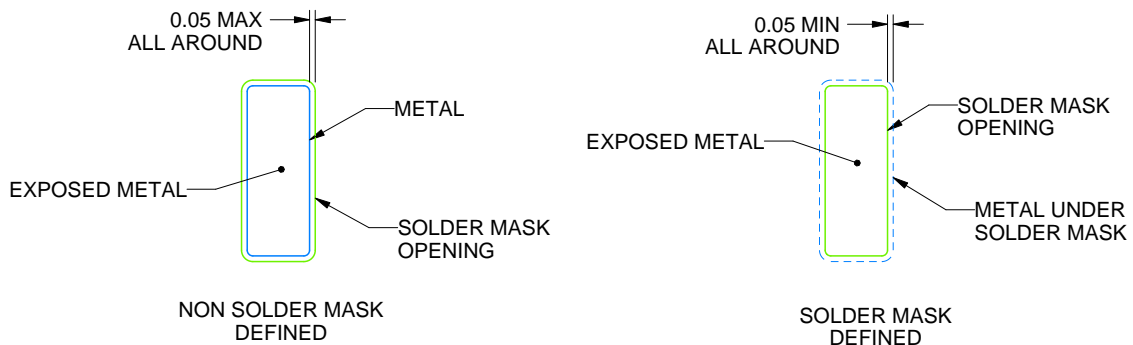 0.05 MAX
ALL AROUND
METAL
EXPOSED METAL
SOLDER MASK
OPENING
NON SOLDER MASK
DEFINED
0.05 MIN
ALL AROUND
SOLDER MASK
OPENING
EXPOSED METAL
METAL UNDER
SOLDER MASK
SOLDER MASK
DEFINED